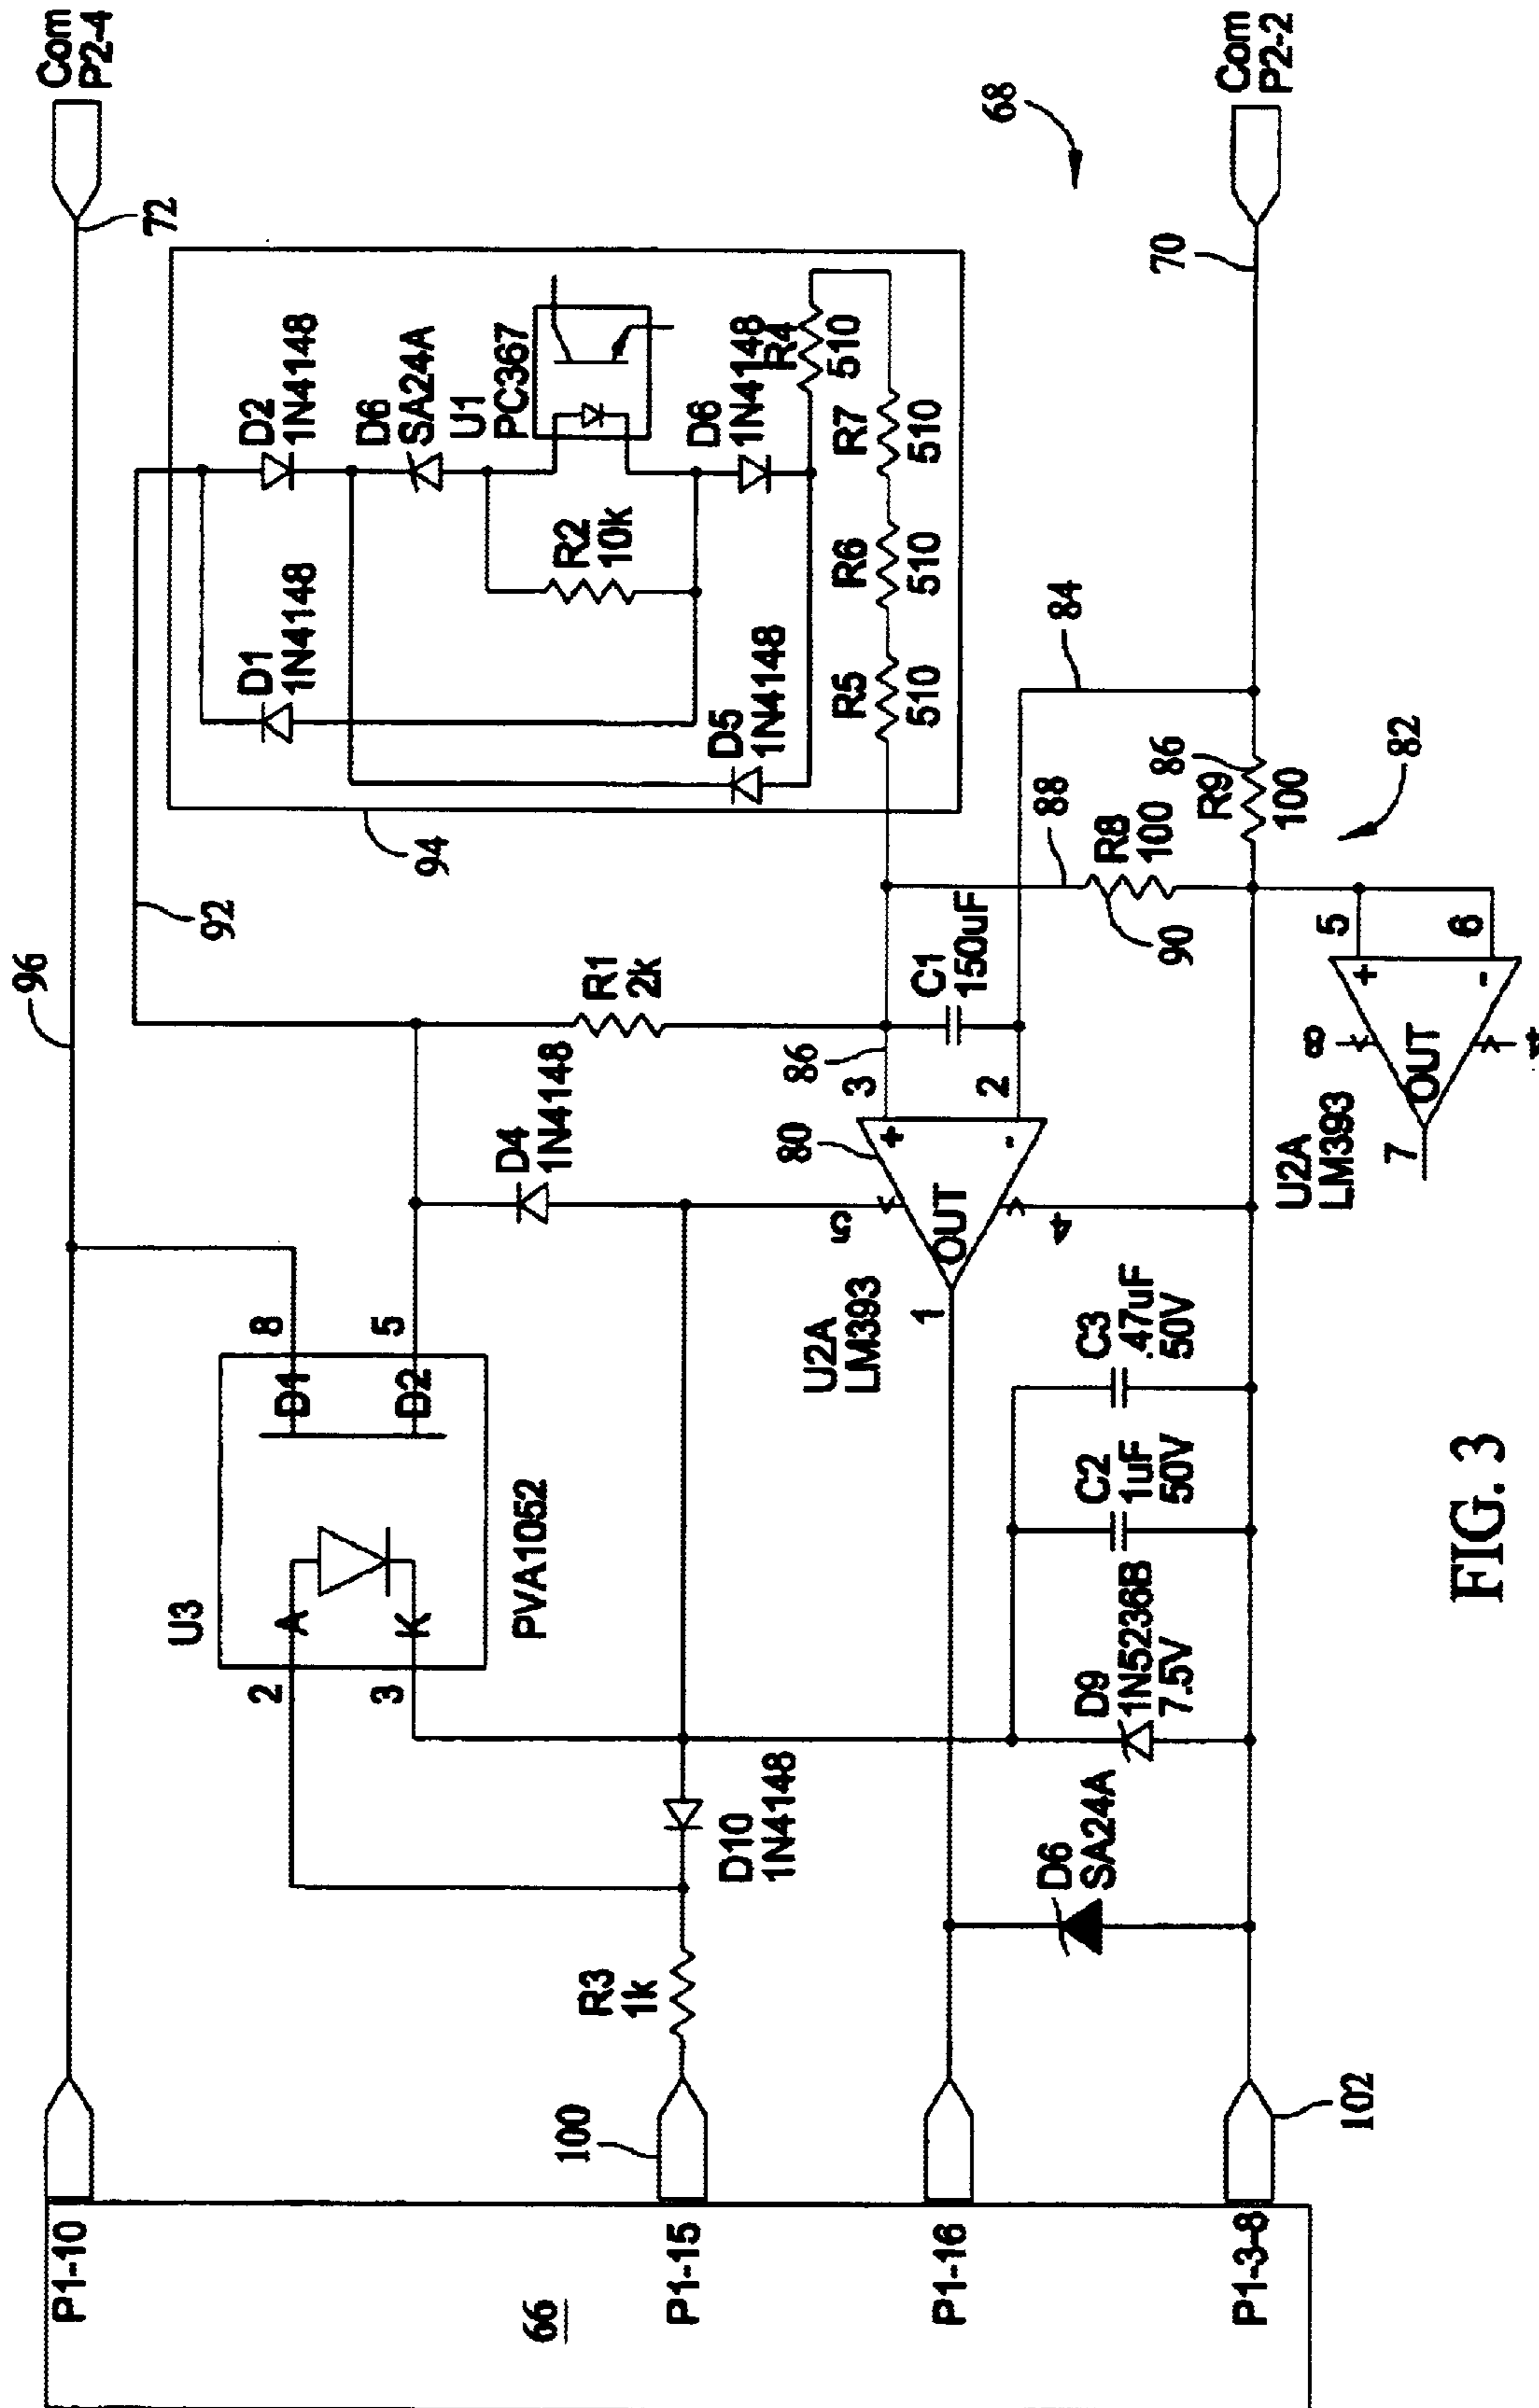 Com
P2-4
72
96
92
D2
1N4148
D6
SA24A
U1
PC367
D6
1N4148
R4
510
R7
510
R6
510
R5
510
R2
10k
D1
1N4148
D5
1N4148
94
68
Com
P2-2
70
84
86
R9
100
88
R8
100
90
82
R1
2k
C1
150uF
86
3
2
80
+
-
OUT
5
4
1
U2A
LM393
5
6
+
-
OUT
8
4
7
U2A
LM393
D4
1N4148
8
5
D1
D2
A
K
2
3
U3
PVA1052
C3
.47uF
50V
C2
1uF
50V
D9
1N5236B
7.5V
D10
1N4148
D6
SA24A
R3
1k
100
102
P1-10
66
P1-15
P1-16
P1-3-8
FIG. 3